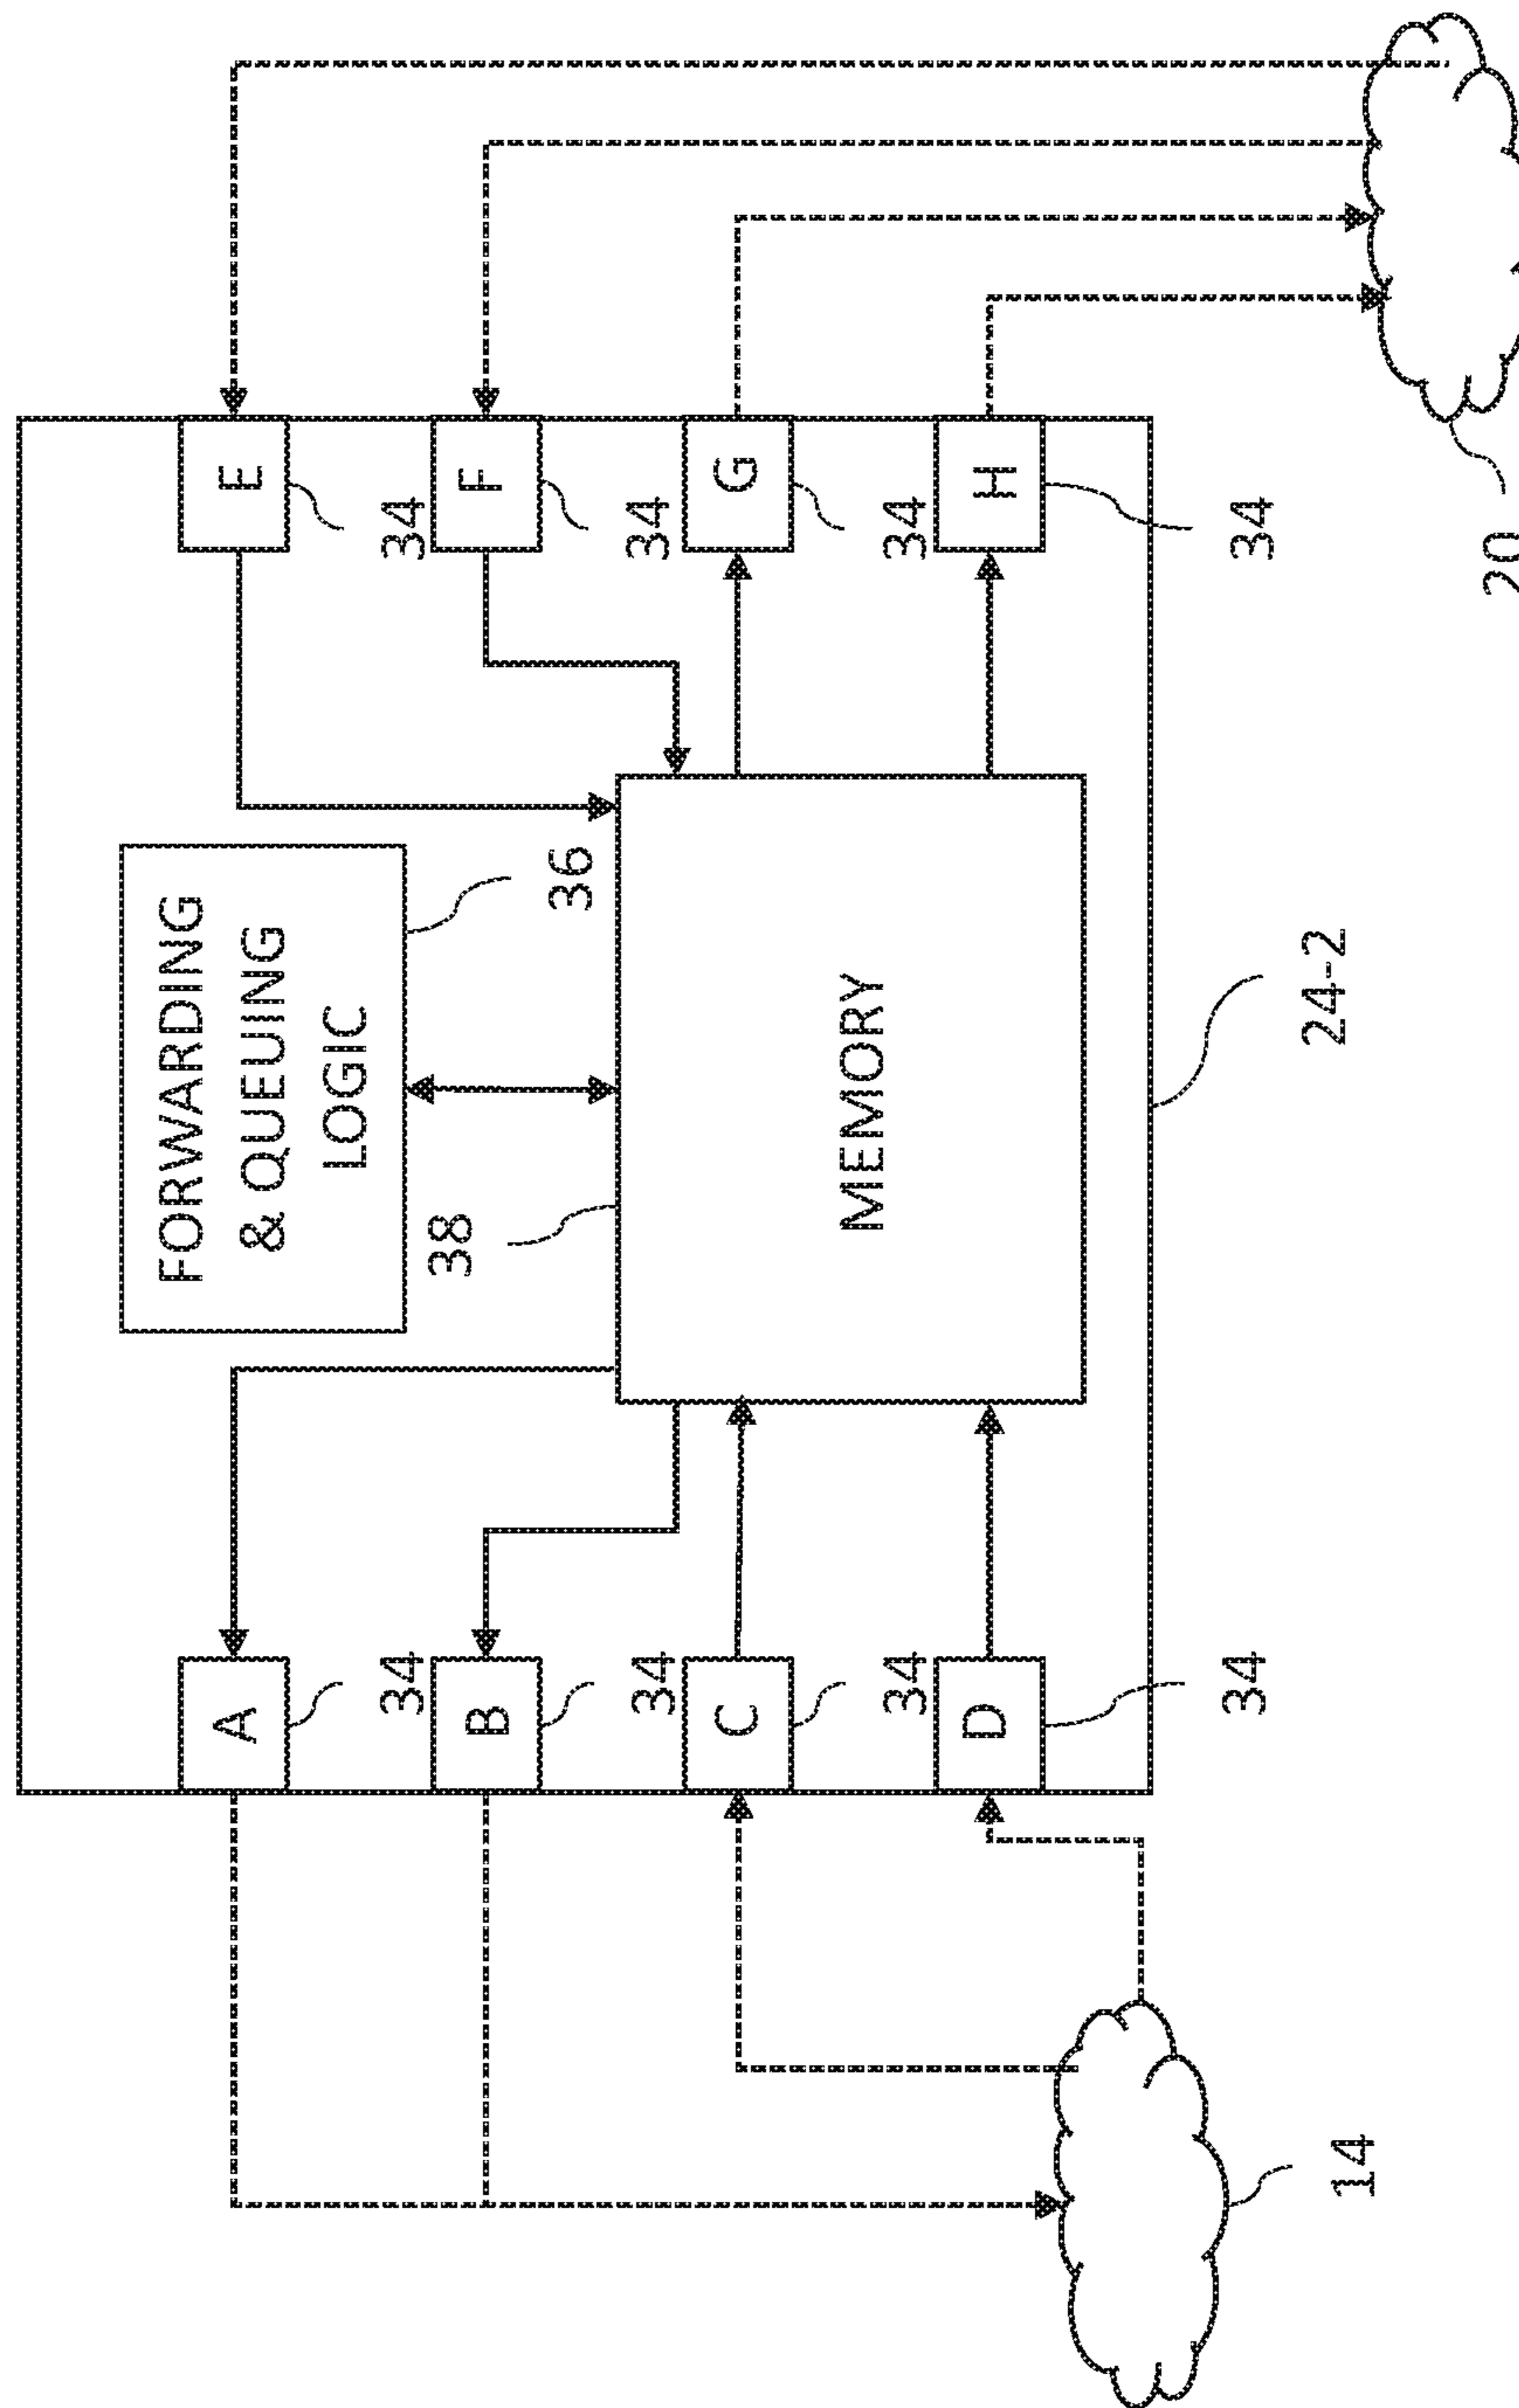 FORWARDING
& QUEUING
LOGIC
36
38
MEMORY
A
34
B
34
C
34
D
34
E
34
F
34
G
34
H
34
24-2
14
20